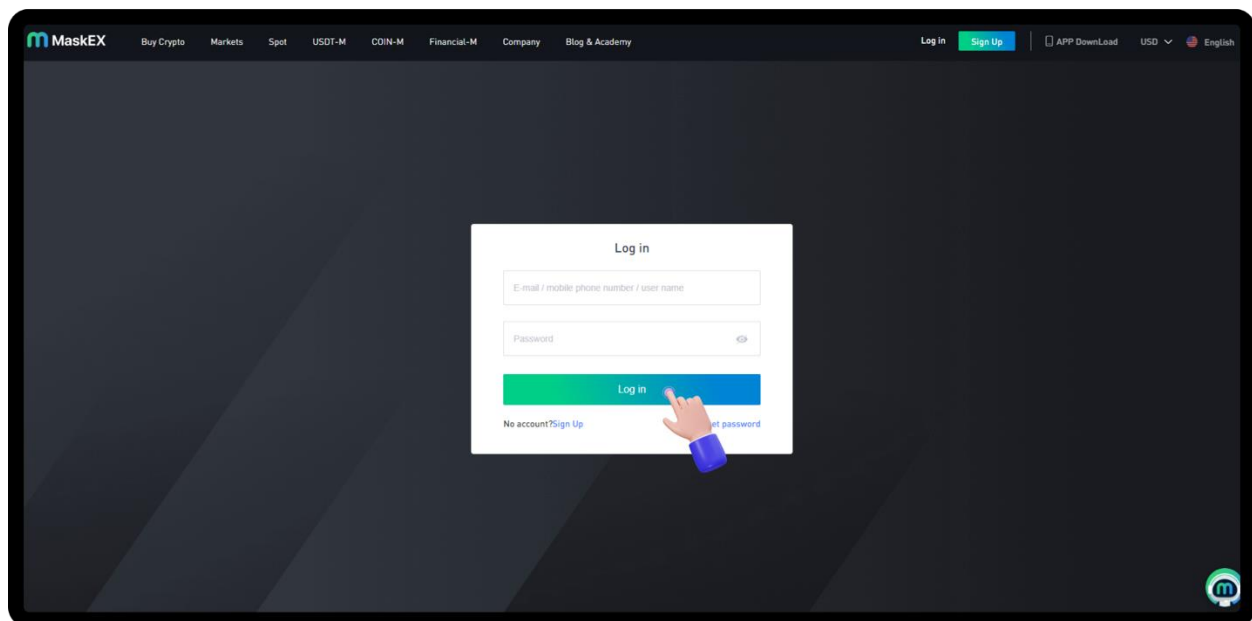 MaskEX Buy Crypto Markets Spot USDT-M COIN-M Financial-M Company Blog & Academy Log in Sign Up APP DownLoad USD English
Log in
E-mail / mobile phone number / user name
Password
Log in
No account?Sign Up password